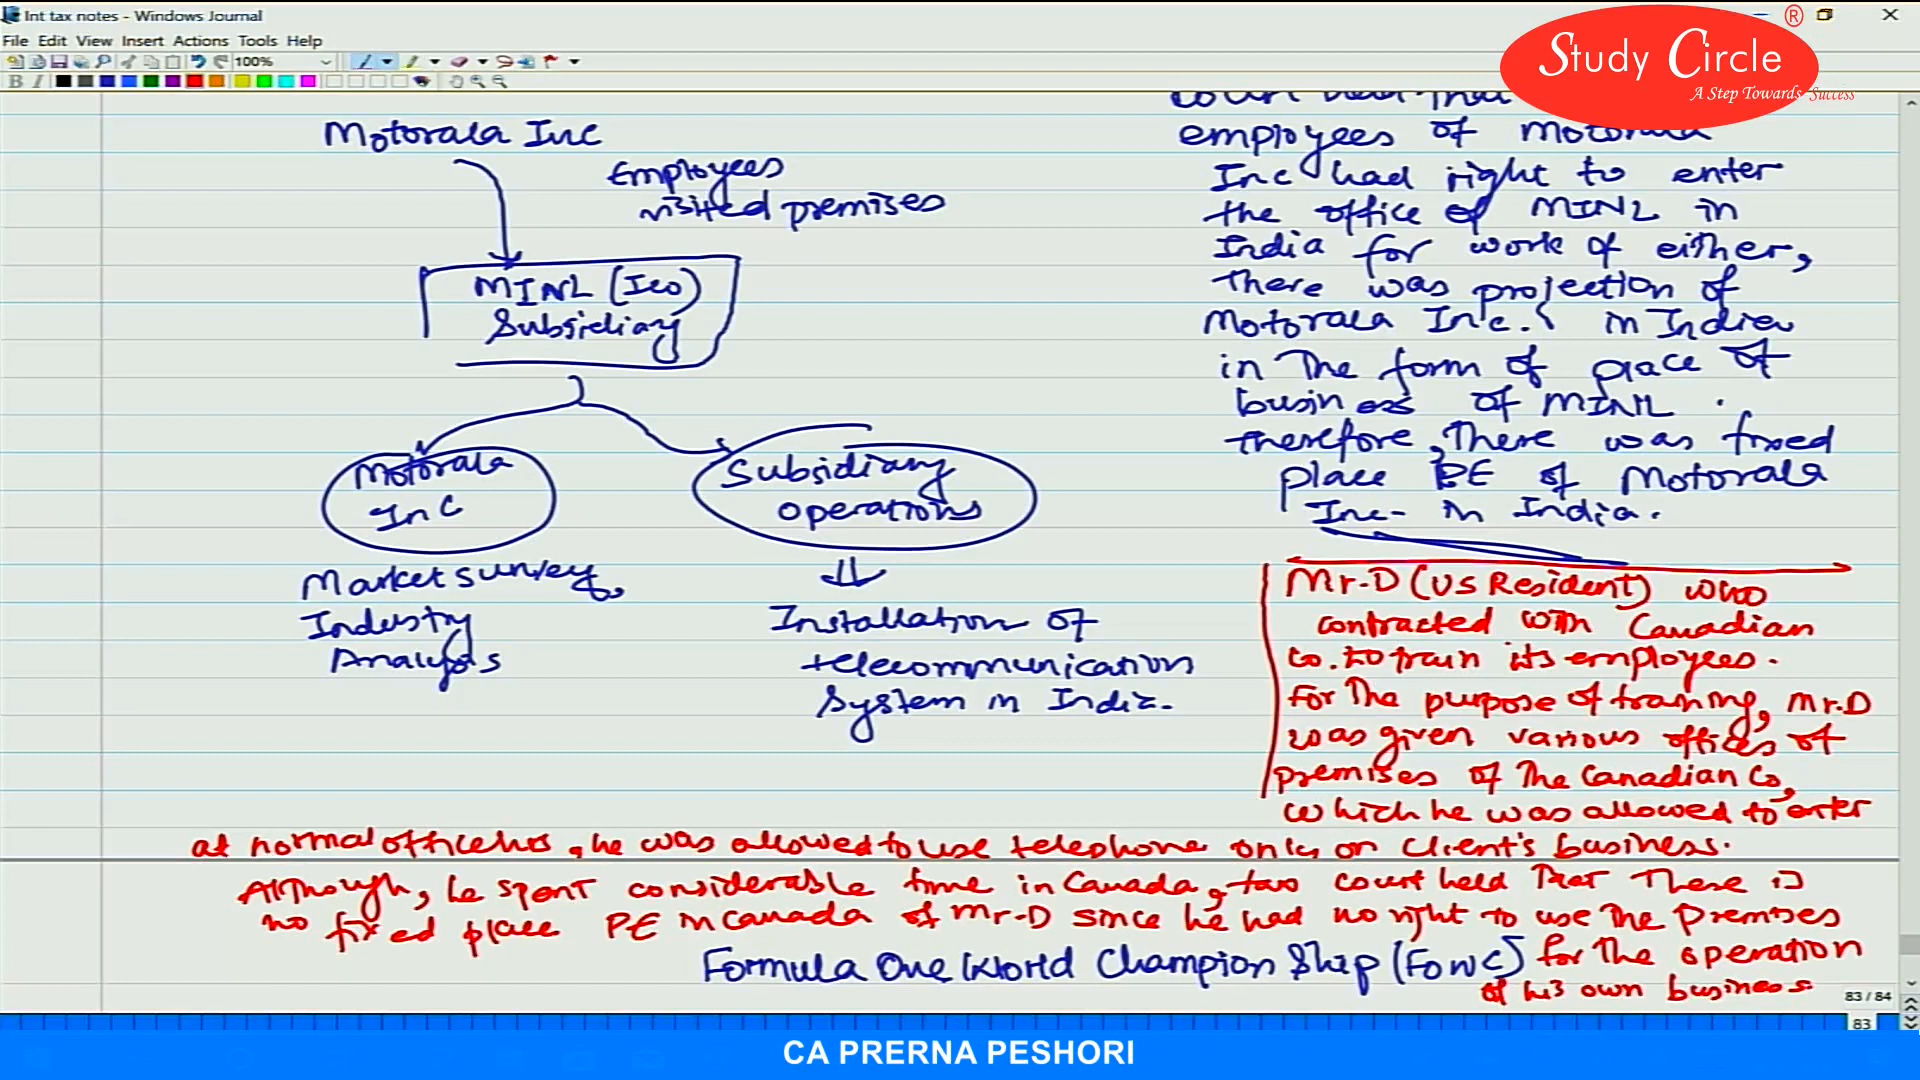 Int tax notes - Windows Journal
File Edit View Insert Actions Tools Help
100%
B I
Study Circle ®
A Step Towards Success
Motorala Inc
Employees
visited premises
MINL (Ico)
Subsidiary
Motorala
Inc
Subsidiary
operations
Market survey,
Industry
Analysis
Installation of
telecommunication
system in India.
court held that
employees of Motorala
Inc had right to enter
the office of MINL in
India for work of either,
there was projection of
Motorala Inc. in India
in the form of place of
business of MINL.
therefore, there was fixed
place PE of Motorala
Inc- in India.
Mr.D (US Resident) who
contracted with Canadian
Co. to train its employees.
For the purpose of training, Mr.D
was given various offices of
premises of the Canadian Co,
which he was allowed to enter
at normal office hrs, he was allowed to use telephone only on client's business.
Although, he spent considerable time in Canada, tax court held that there is
no fixed place PE in Canada of Mr-D since he had no right to use the premises
for the operation
of his own business
Formula One World Champion Ship (FOWC)
83 / 84
83
CA PRERNA PESHORI